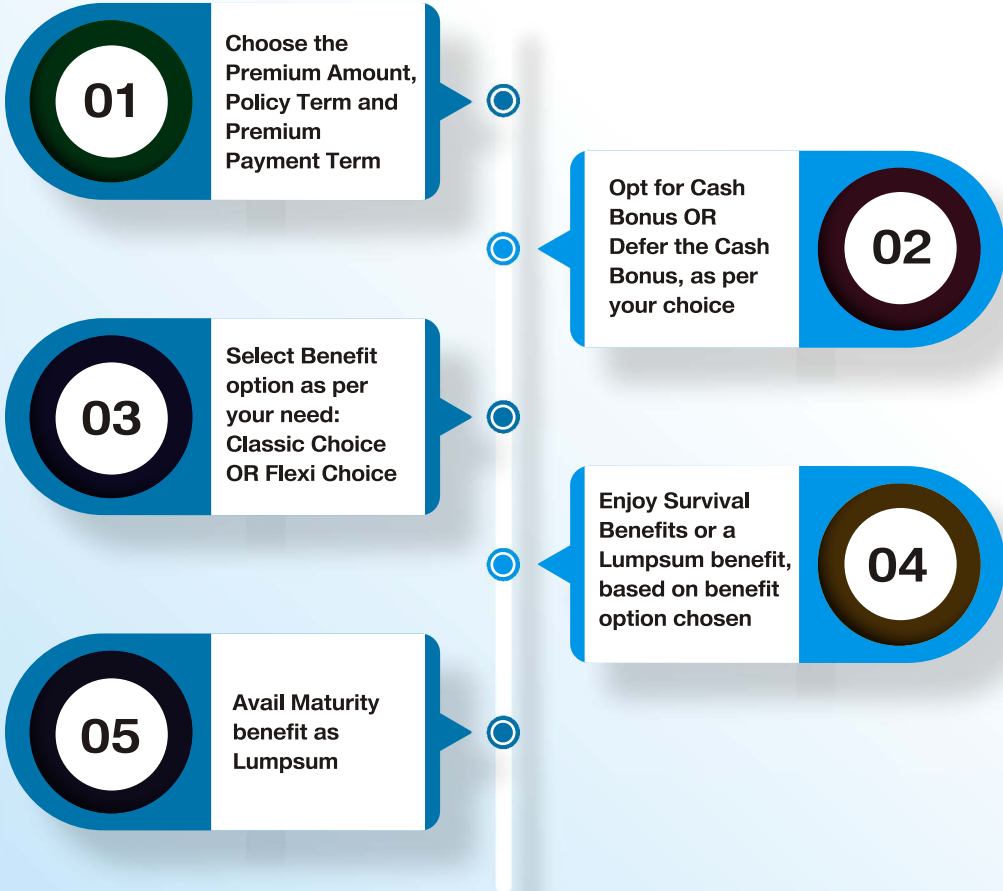 01
Choose the
Premium Amount,
Policy Term and
Premium
Payment Term
Opt for Cash
Bonus OR
Defer the Cash
Bonus, as per
your choice
02
03
Select Benefit
option as per
your need:
Classic Choice
OR Flexi Choice
Enjoy Survival
Benefits or a
Lumpsum benefit,
based on benefit
option chosen
04
05
Avail Maturity
benefit as
Lumpsum